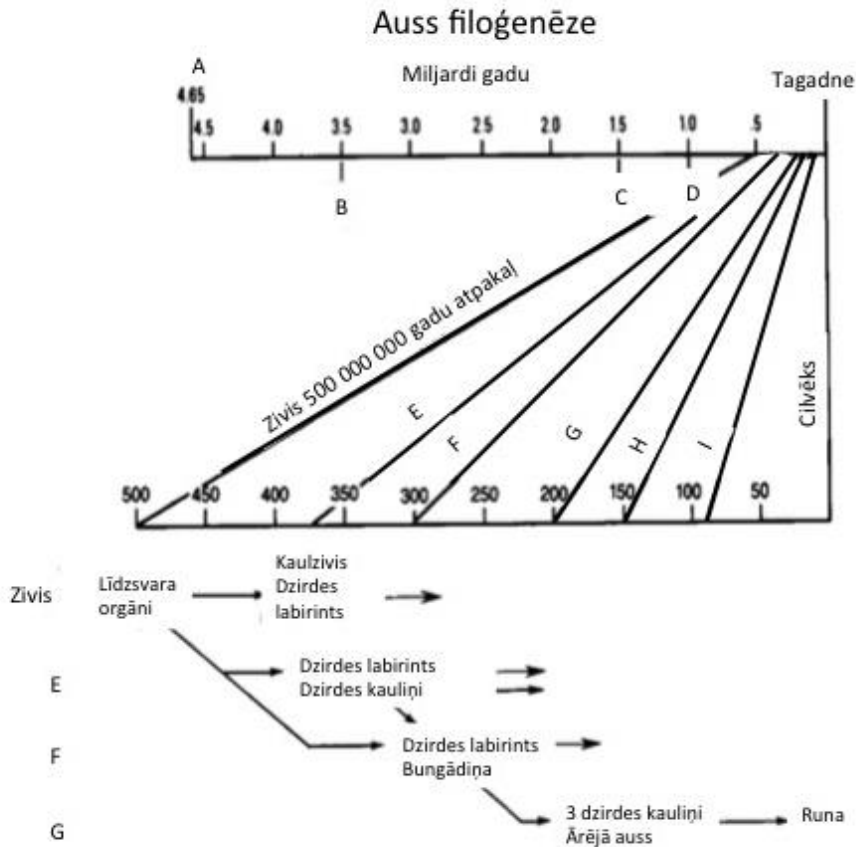 Auss filoģenēze
A
Miljardi gadu
Tagadne
4.65
4.5 4.0 3.5 3.0 2.5 2.0 1.5 1.0 .5
B C D
Zivis 500 000 000 gadu atpakaļ
E
F
G
H
I
Cilvēks
500 450 350 300 250 200 150 100 50
Zivis
Līdzsvara
orgāni
Kaulzivis
Dzirdes
labirints
E
Dzirdes labirints
Dzirdes kauliņi
F
Dzirdes labirints
Bungādiņa
G
3 dzirdes kauliņi
Ārējā auss
Runa